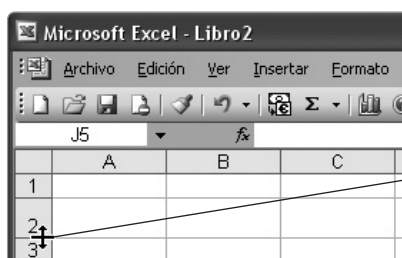 Microsoft Excel - Libro2
Archivo Edición Ver Insertar Formato
Σ
J5 fx
A B C
1
2
3